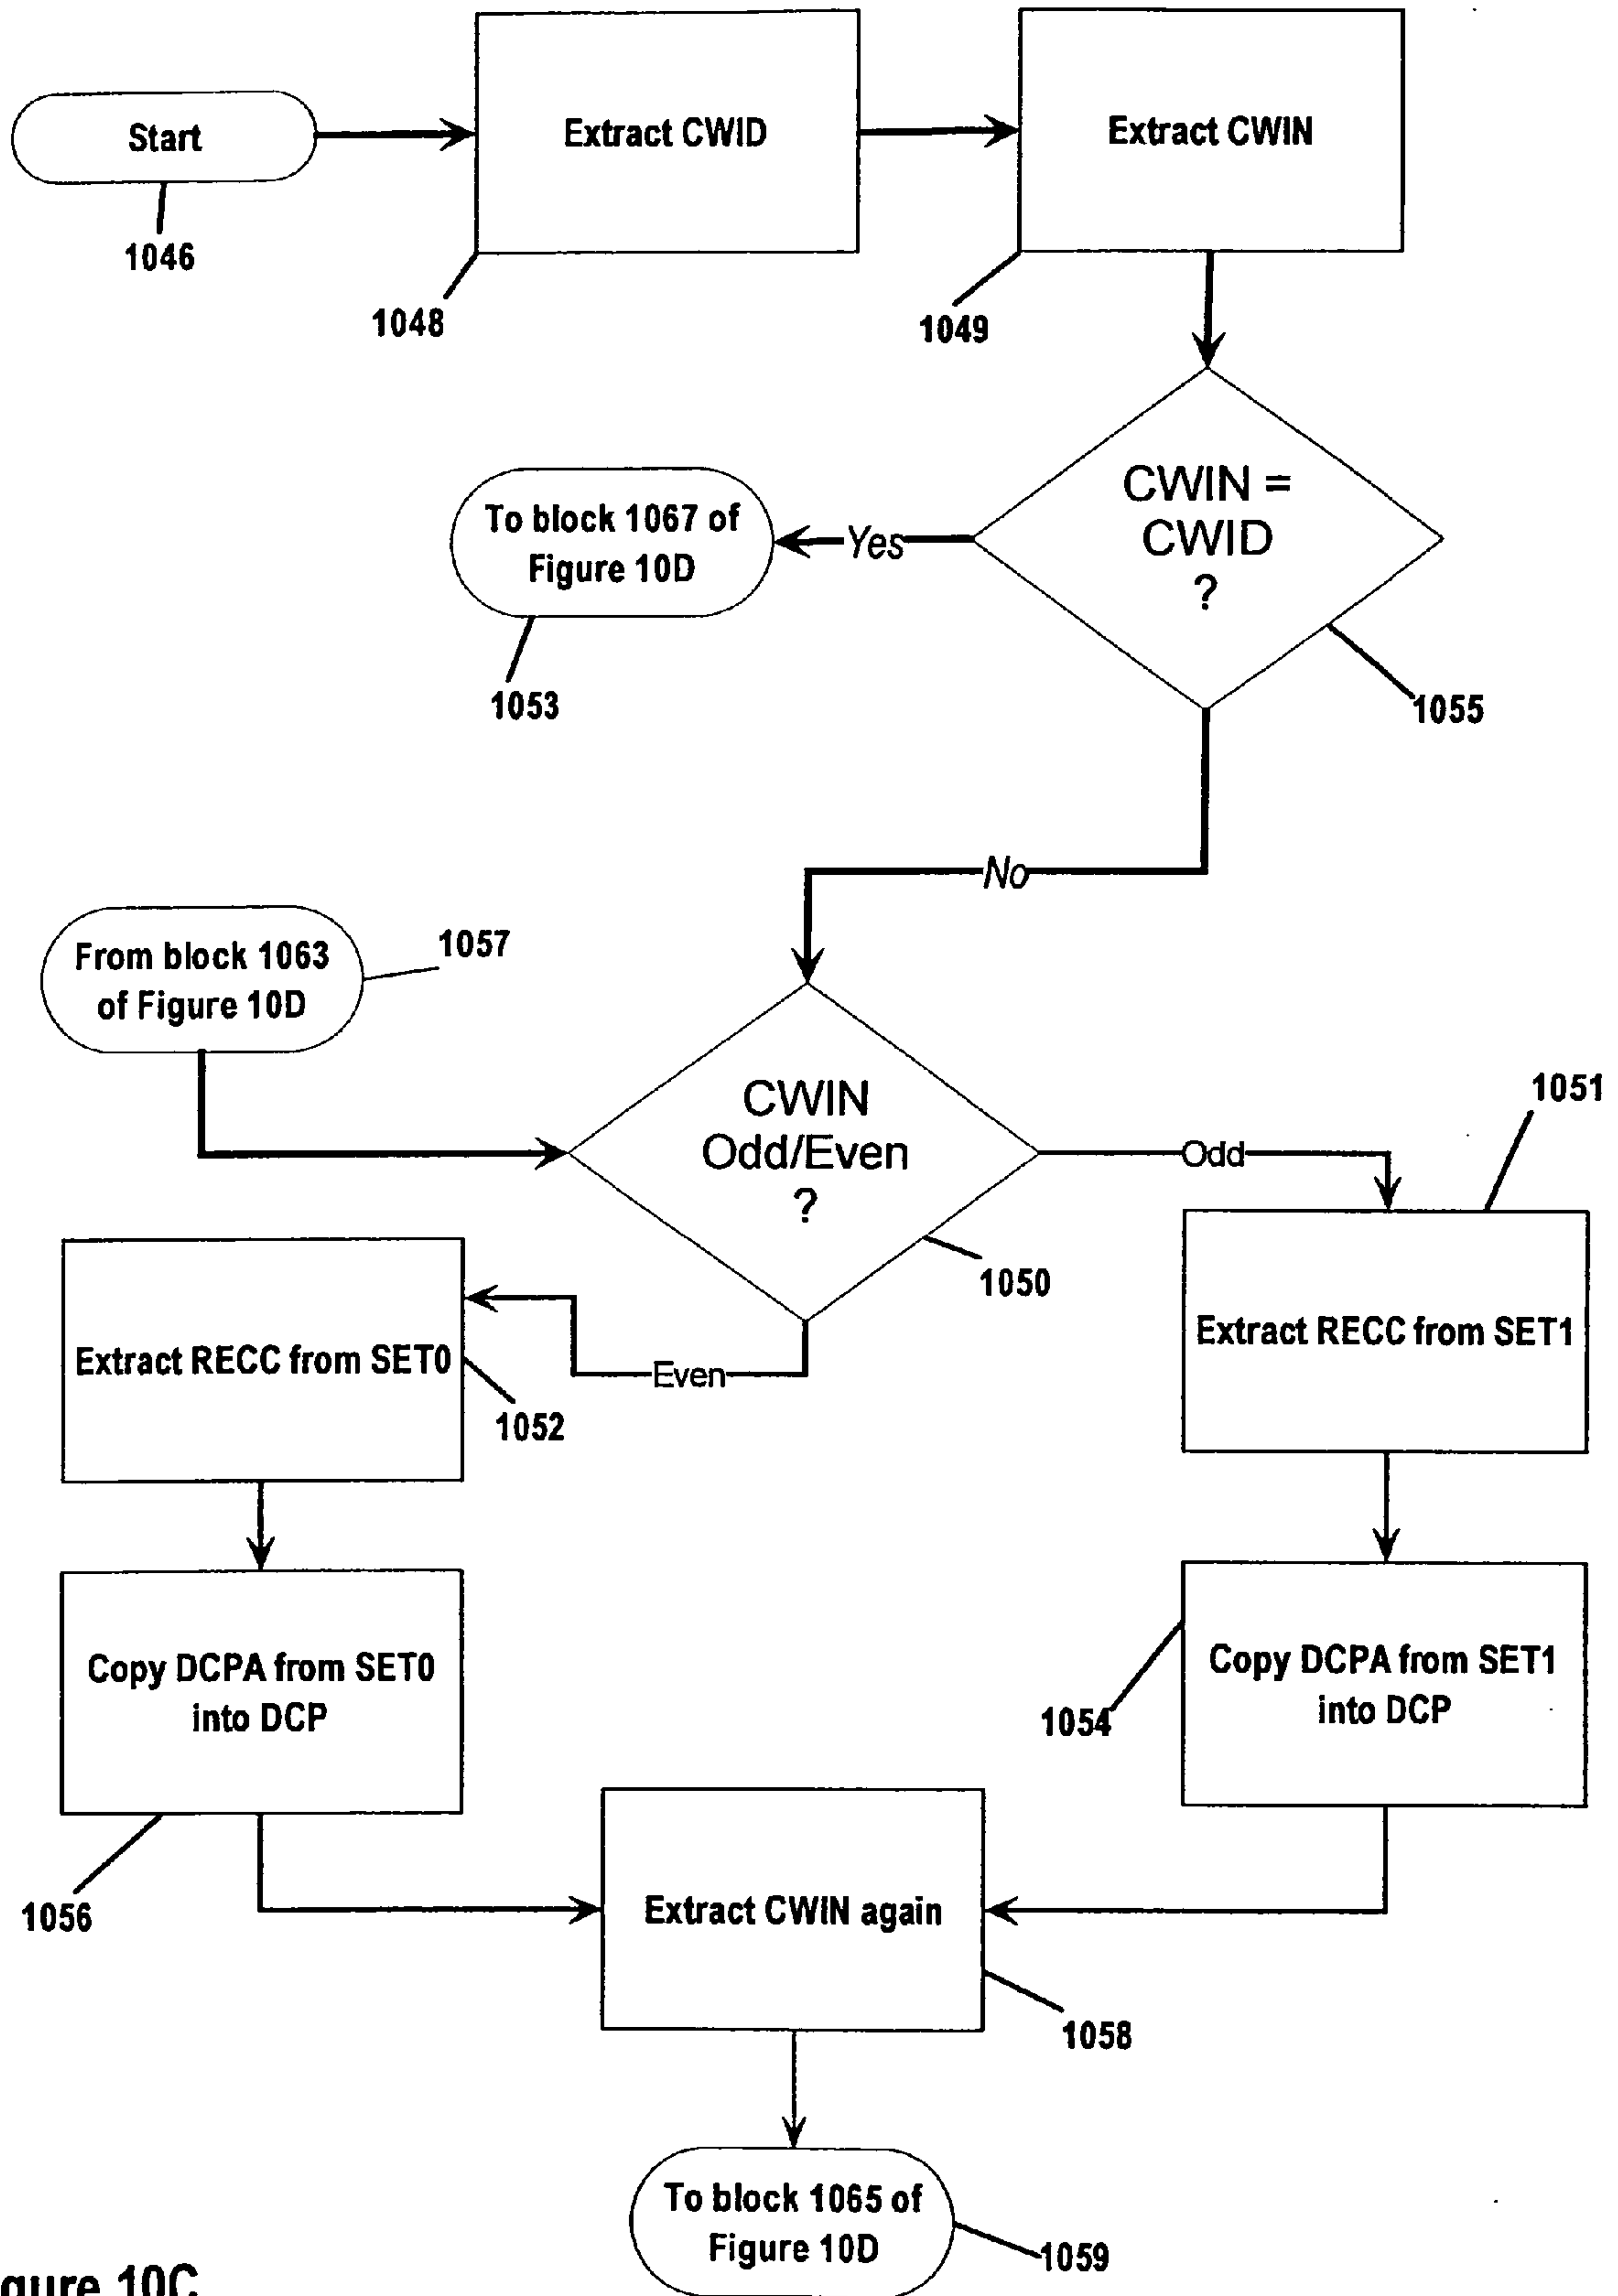 Start
1046
Extract CWID
1048
Extract CWIN
1049
CWIN =
CWID
?
1055
Yes
To block 1067 of
Figure 10D
1053
No
From block 1063
of Figure 10D
1057
CWIN
Odd/Even
?
1050
Odd
1051
Extract RECC from SET1
Even
Extract RECC from SET0
1052
Copy DCPA from SET0
into DCP
1056
Copy DCPA from SET1
into DCP
1054
Extract CWIN again
1058
To block 1065 of
Figure 10D
1059
gure 10C